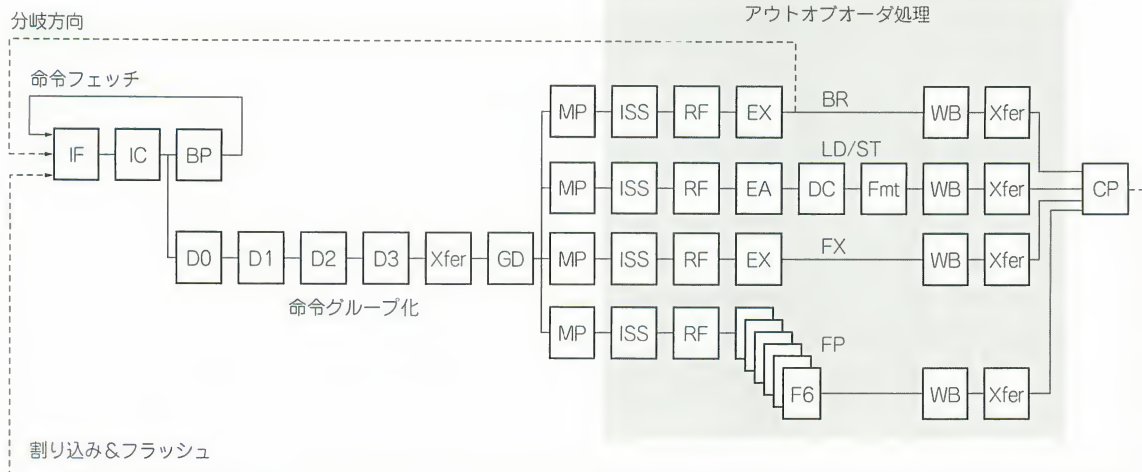 アウトオブオーダ処理
分岐方向
命令フェッチ
MP ISS RF EX BR WB Xfer
IF IC BP
LD/ST
MP ISS RF EA DC Fmt WB Xfer CP
D0 D1 D2 D3 Xfer GD MP ISS RF EX FX WB Xfer
命令グループ化
MP ISS RF FP
F6 WB Xfer
割り込み&フラッシュ